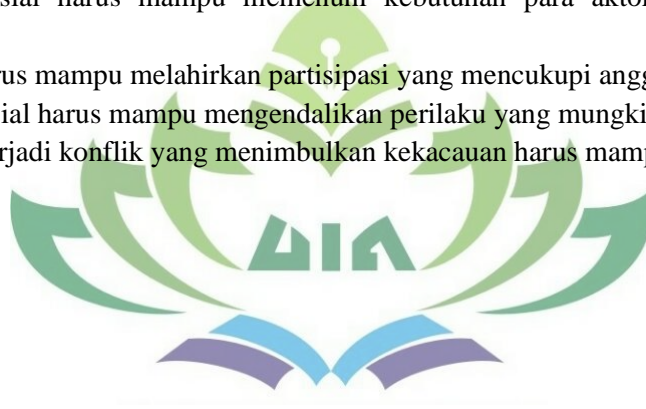 sial harus mampu memenuhi kebutuhan para aktor
rus mampu melahirkan partisipasi yang mencukupi angg
ial harus mampu mengendalikan perilaku yang mungki
rjadi konflik yang menimbulkan kekacauan harus mamp
UIN